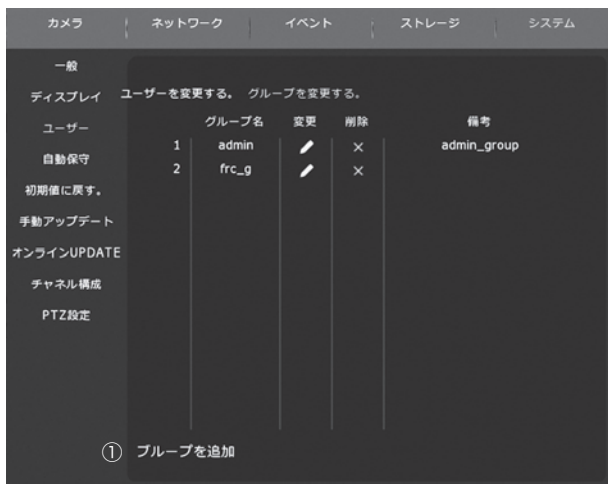 カメラ ネットワーク イベント ストレージ システム
一般
ディスプレイ
ユーザー
自動保守
初期値に戻す。
手動アップデート
オンラインUPDATE
チャネル構成
PTZ設定
ユーザーを変更する。 グループを変更する。
グループ名 変更 削除 備考
1 admin × admin_group
2 frc_g ×
① ブループを追加